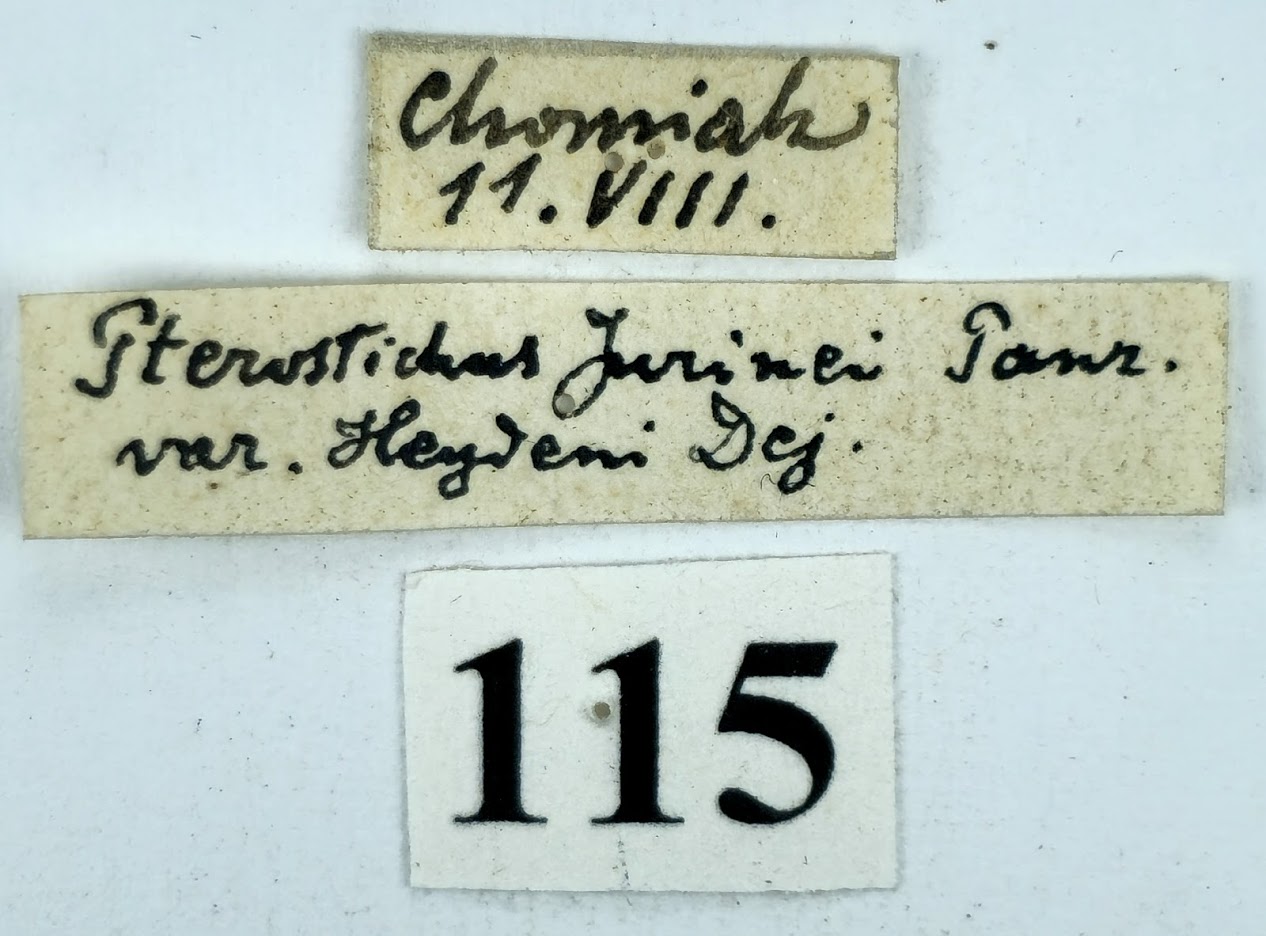 Chomiak
11. VIII.
Pterostichus Jurinei Panz.
var. Heydeni Dej.
115